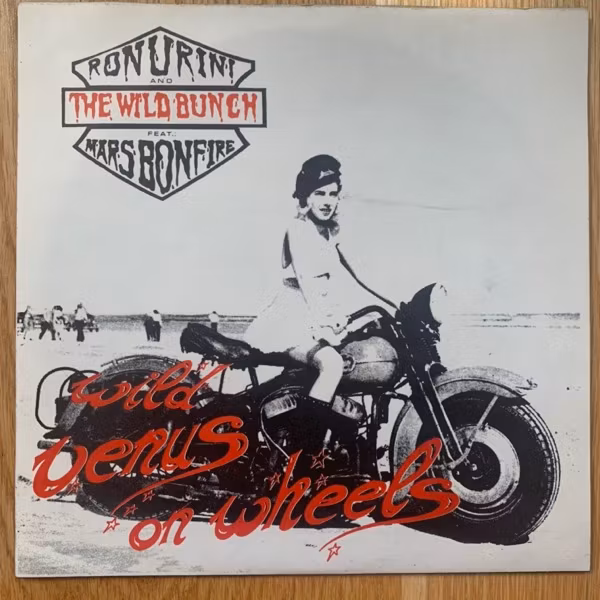 RON URINI
AND
THE WILD BUNCH
FEAT.:
MARS BONFIRE
wild
venus
on wheels